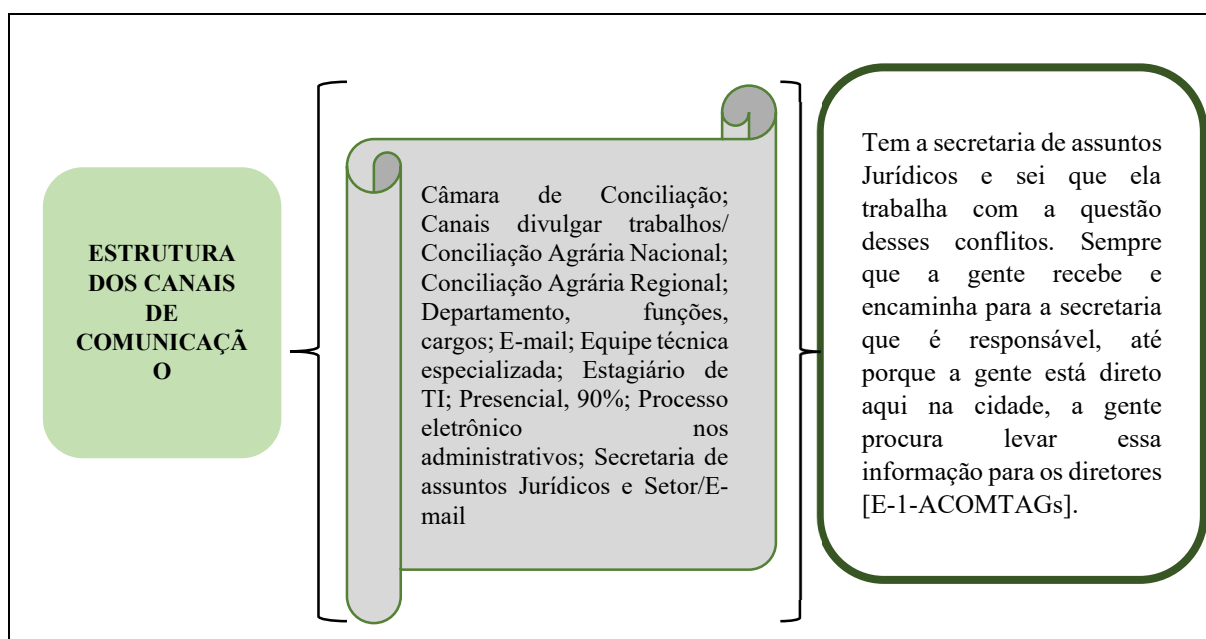 ESTRUTURA
DOS CANAIS
DE
COMUNICAÇÃ
O
Câmara de Conciliação;
Canais divulgar trabalhos/
Conciliação Agrária Nacional;
Conciliação Agrária Regional;
Departamento, funções,
cargos; E-mail; Equipe técnica
especializada; Estagiário de
TI; Presencial, 90%; Processo
eletrônico nos
administrativos; Secretaria de
assuntos Jurídicos e Setor/E-
mail
Tem a secretaria de assuntos
Jurídicos e sei que ela
trabalha com a questão
desses conflitos. Sempre
que a gente recebe e
encaminha para a secretaria
que é responsável, até
porque a gente está direto
aqui na cidade, a gente
procura levar essa
informação para os diretores
[E-1-ACOMTAGs].